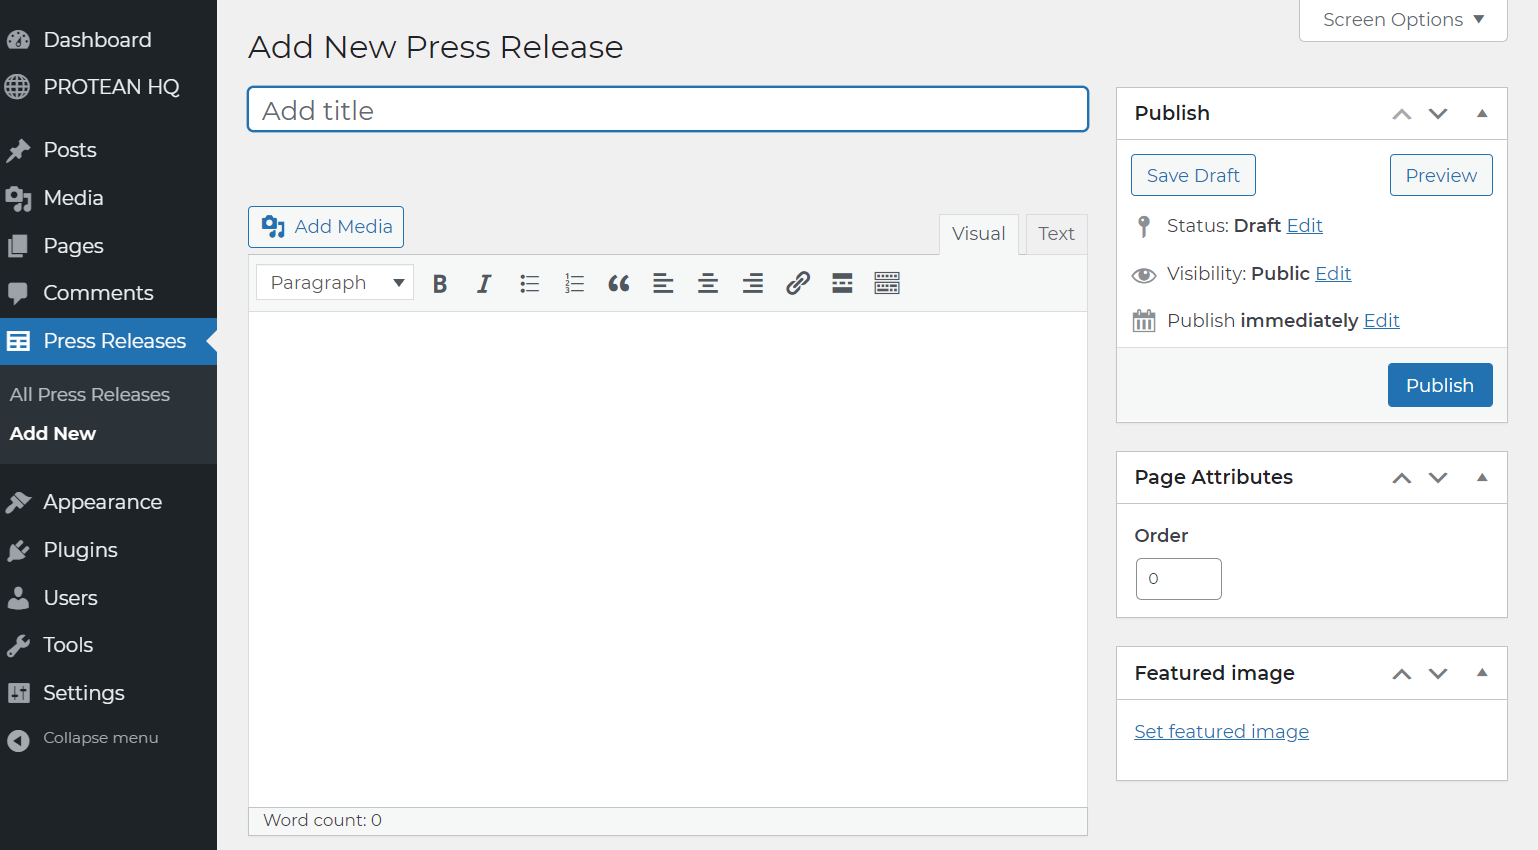 Dashboard
PROTEAN HQ
Posts
Media
Pages
Comments
Press Releases
All Press Releases
Add New
Appearance
Plugins
Users
Tools
Settings
Collapse menu
Screen Options
Add New Press Release
Add title
Add Media
Visual
Text
Paragraph
B
I
Word count: 0
Publish
Save Draft
Preview
Status: Draft Edit
Visibility: Public Edit
Publish immediately Edit
Publish
Page Attributes
Order
0
Featured image
Set featured image